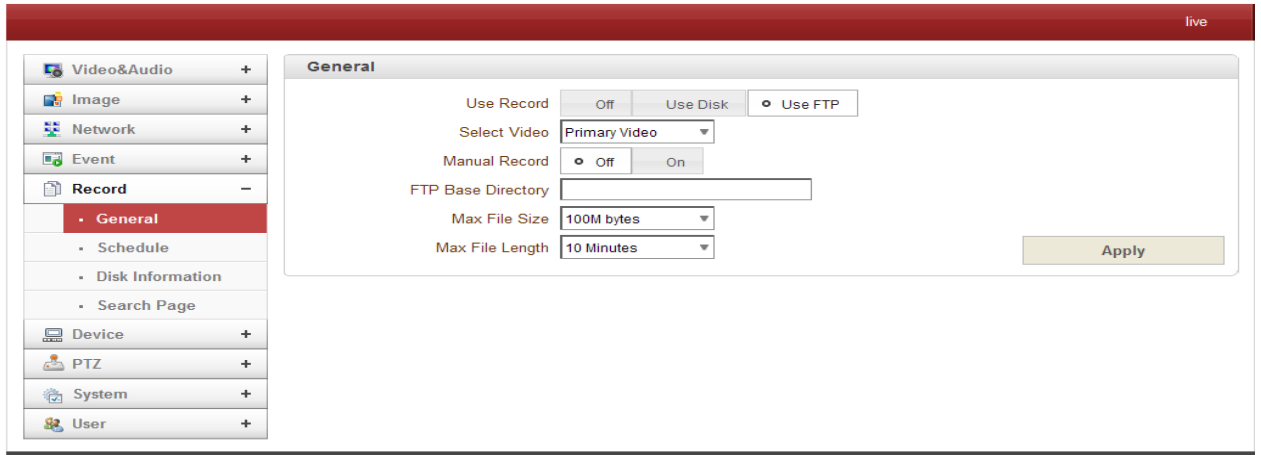 live
Video&Audio +
Image +
Network +
Event +
Record −
General
Schedule
Disk Information
Search Page
Device +
PTZ +
System +
User +
General
Use Record Off Use Disk Use FTP
Select Video Primary Video
Manual Record Off On
FTP Base Directory
Max File Size 100M bytes
Max File Length 10 Minutes
Apply